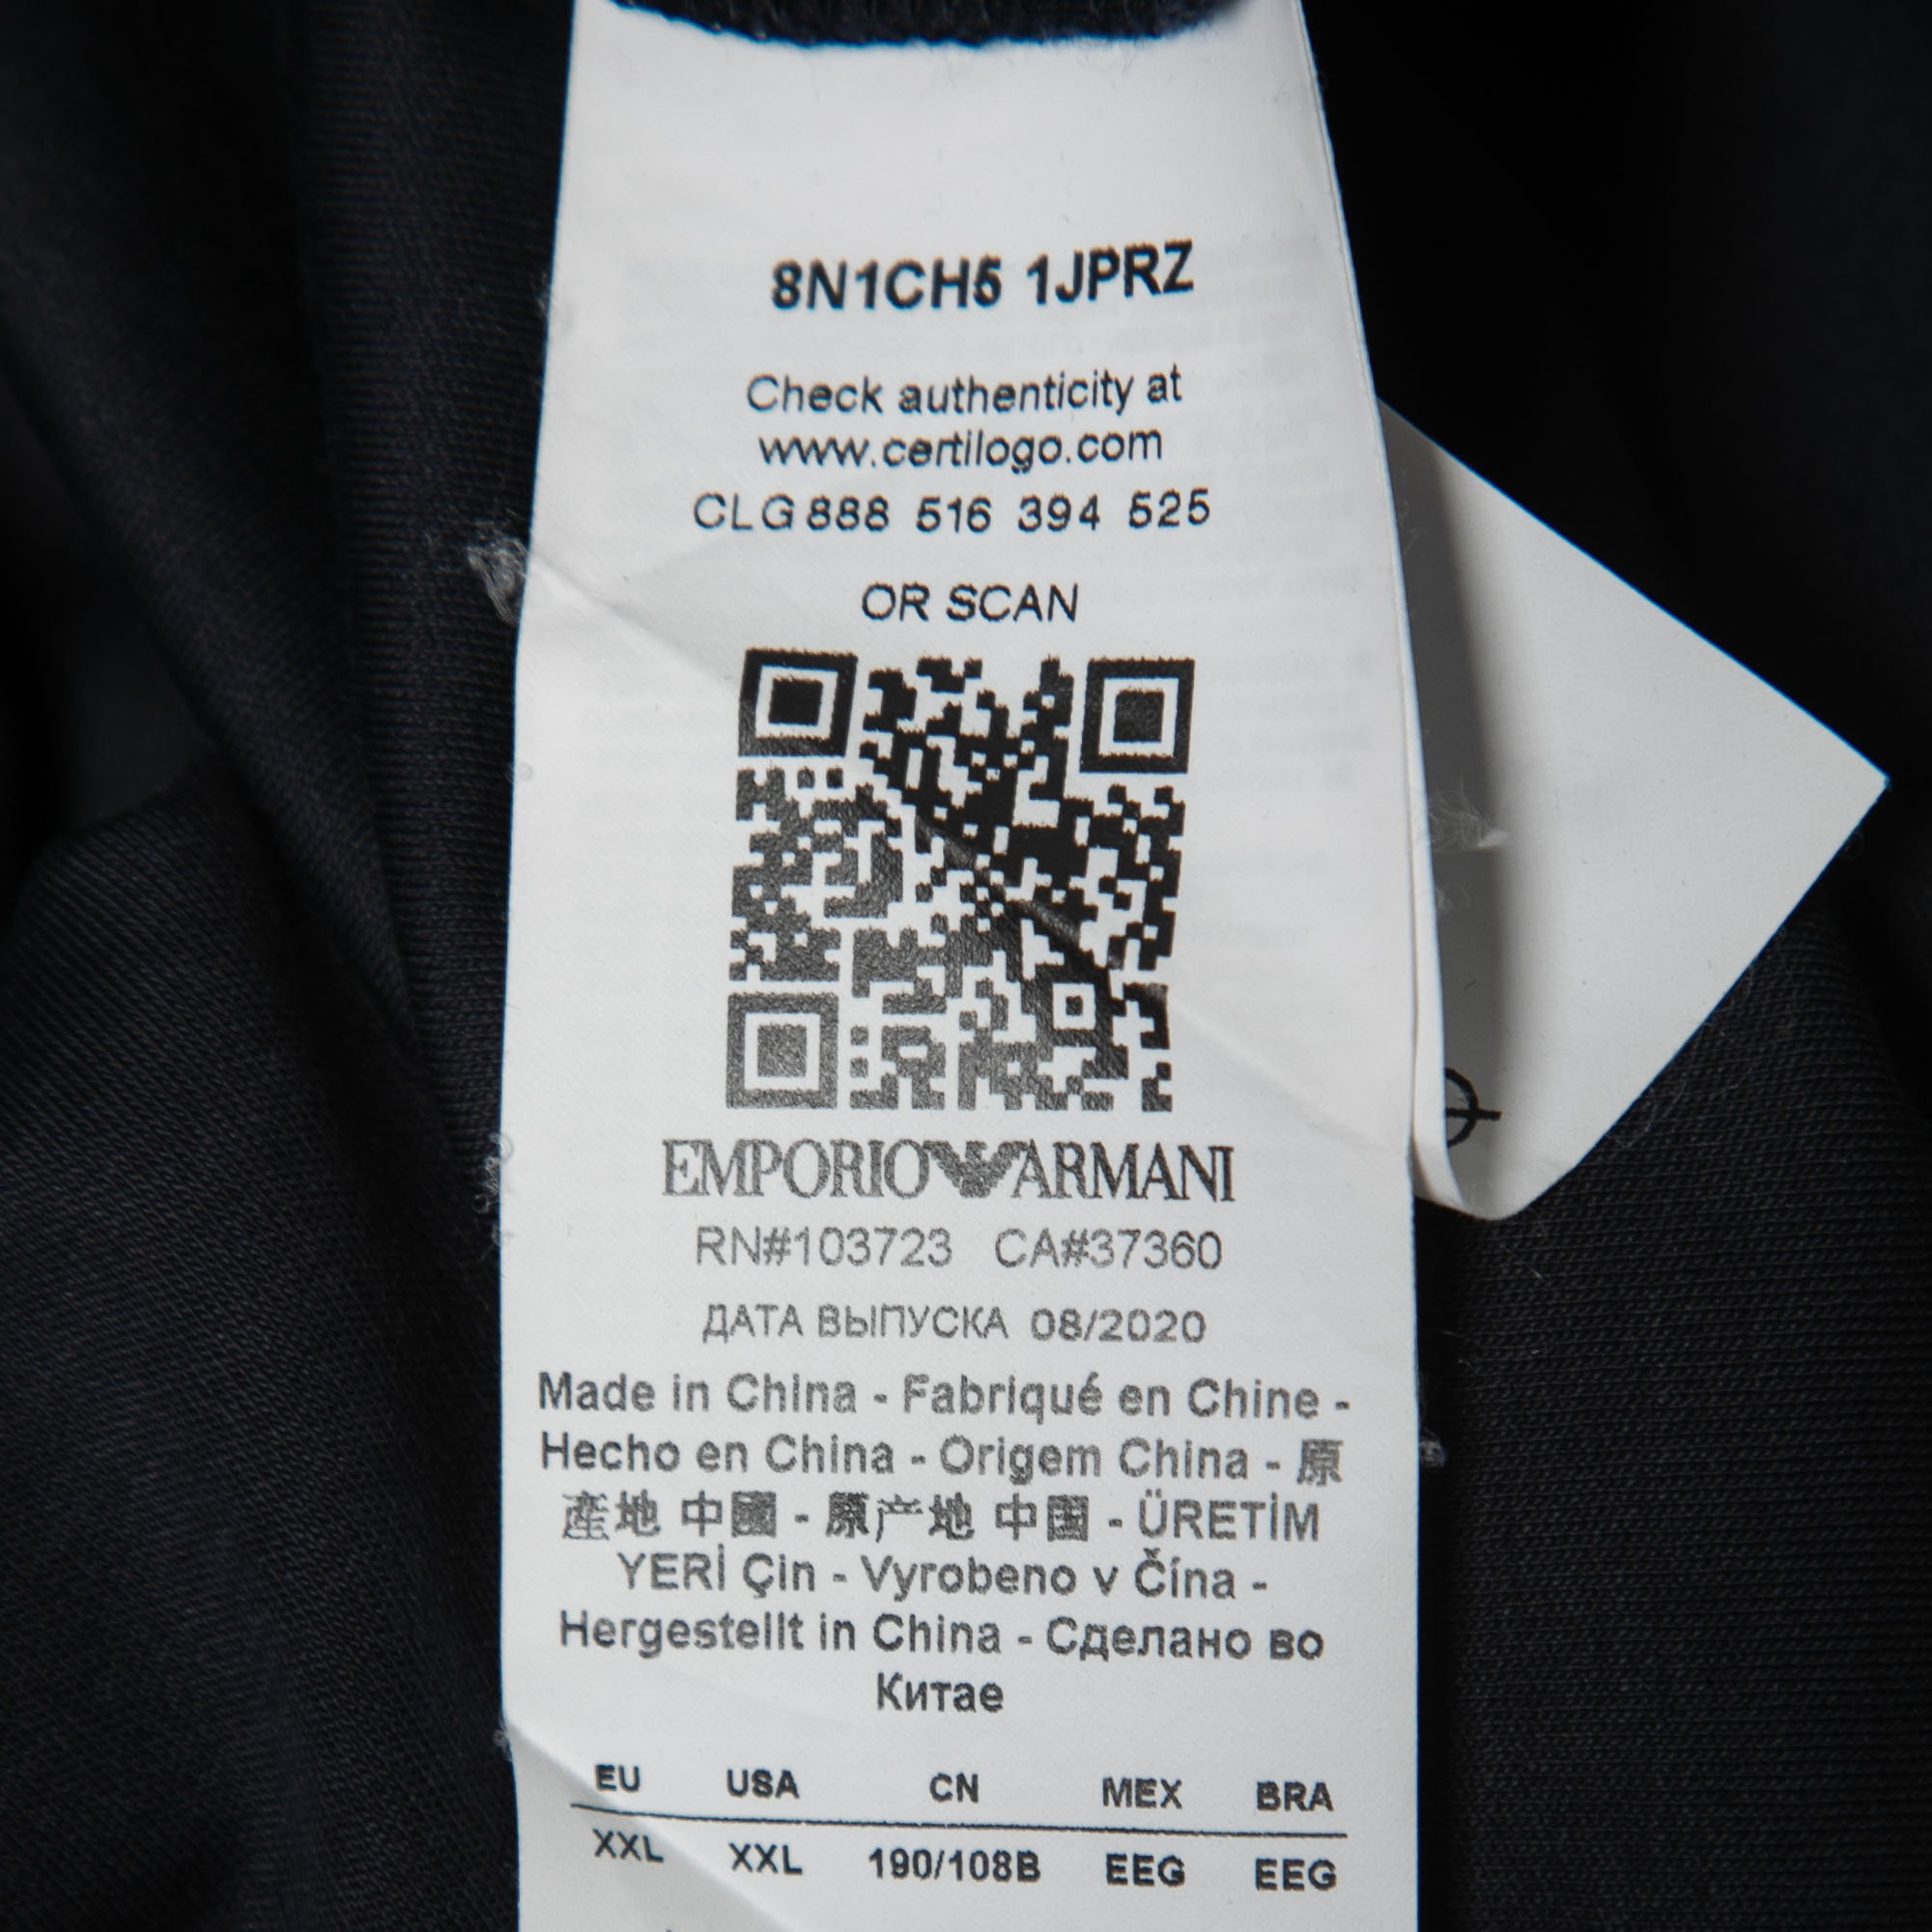 8N1CH5 1JPRZ
Check authenticity at
www.certilogo.com
CLG 888 516 394 525
OR SCAN
EMPORIO ARMANI
RN#103723 CA#37360
ДАТА ВЫПУСКА 08/2020
Made in China - Fabriqué en Chine -
Hecho en China - Origem China - 原
產地 中國 - 原产地 中国 - ÜRETİM
YERİ Çin - Vyrobeno v Čína -
Hergestellt in China - Сделано во
Китае
EU USA CN MEX BRA
XXL XXL 190/108B EEG EEG